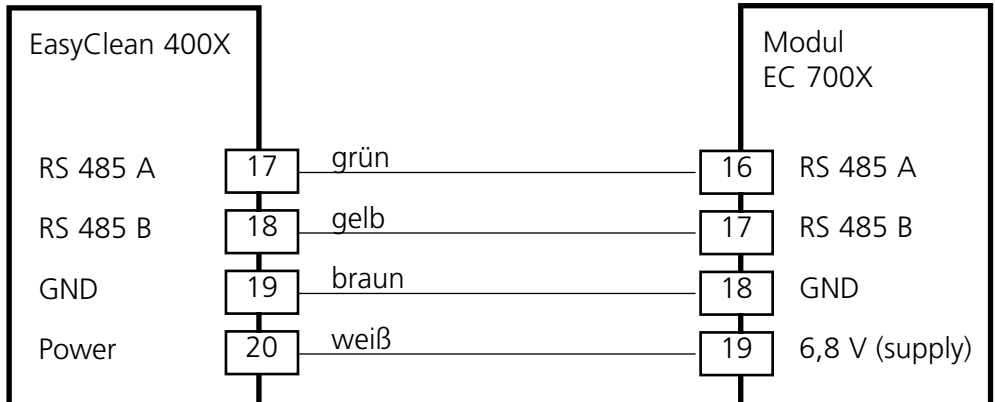 EasyClean 400X
Modul
EC 700X
RS 485 A 17 grün 16 RS 485 A
RS 485 B 18 gelb 17 RS 485 B
GND 19 braun 18 GND
Power 20 weiß 19 6,8 V (supply)